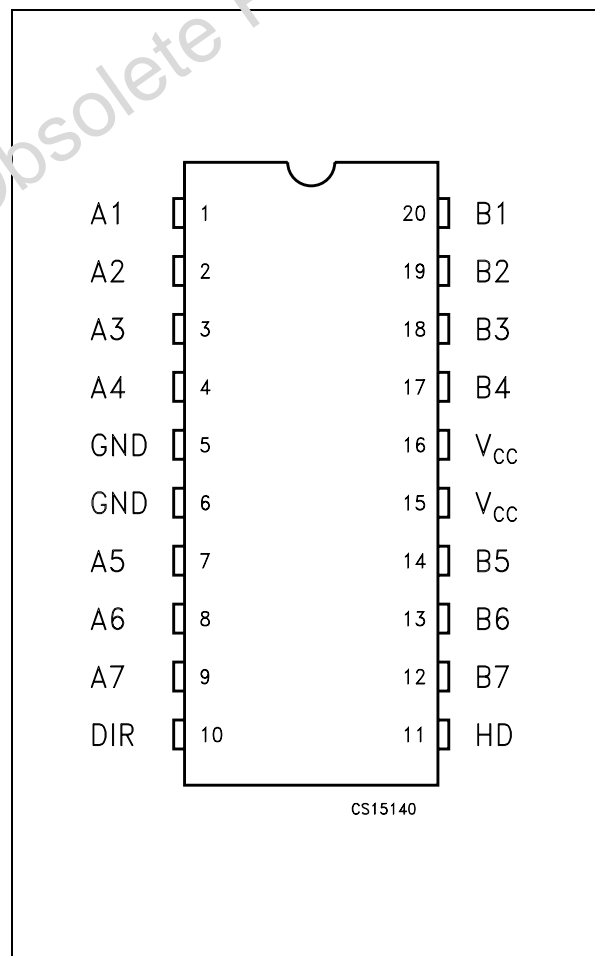 Obsolete
A1 1 20 B1
A2 2 19 B2
A3 3 18 B3
A4 4 17 B4
GND 5 16 VCC
GND 6 15 VCC
A5 7 14 B5
A6 8 13 B6
A7 9 12 B7
DIR 10 11 HD
CS15140